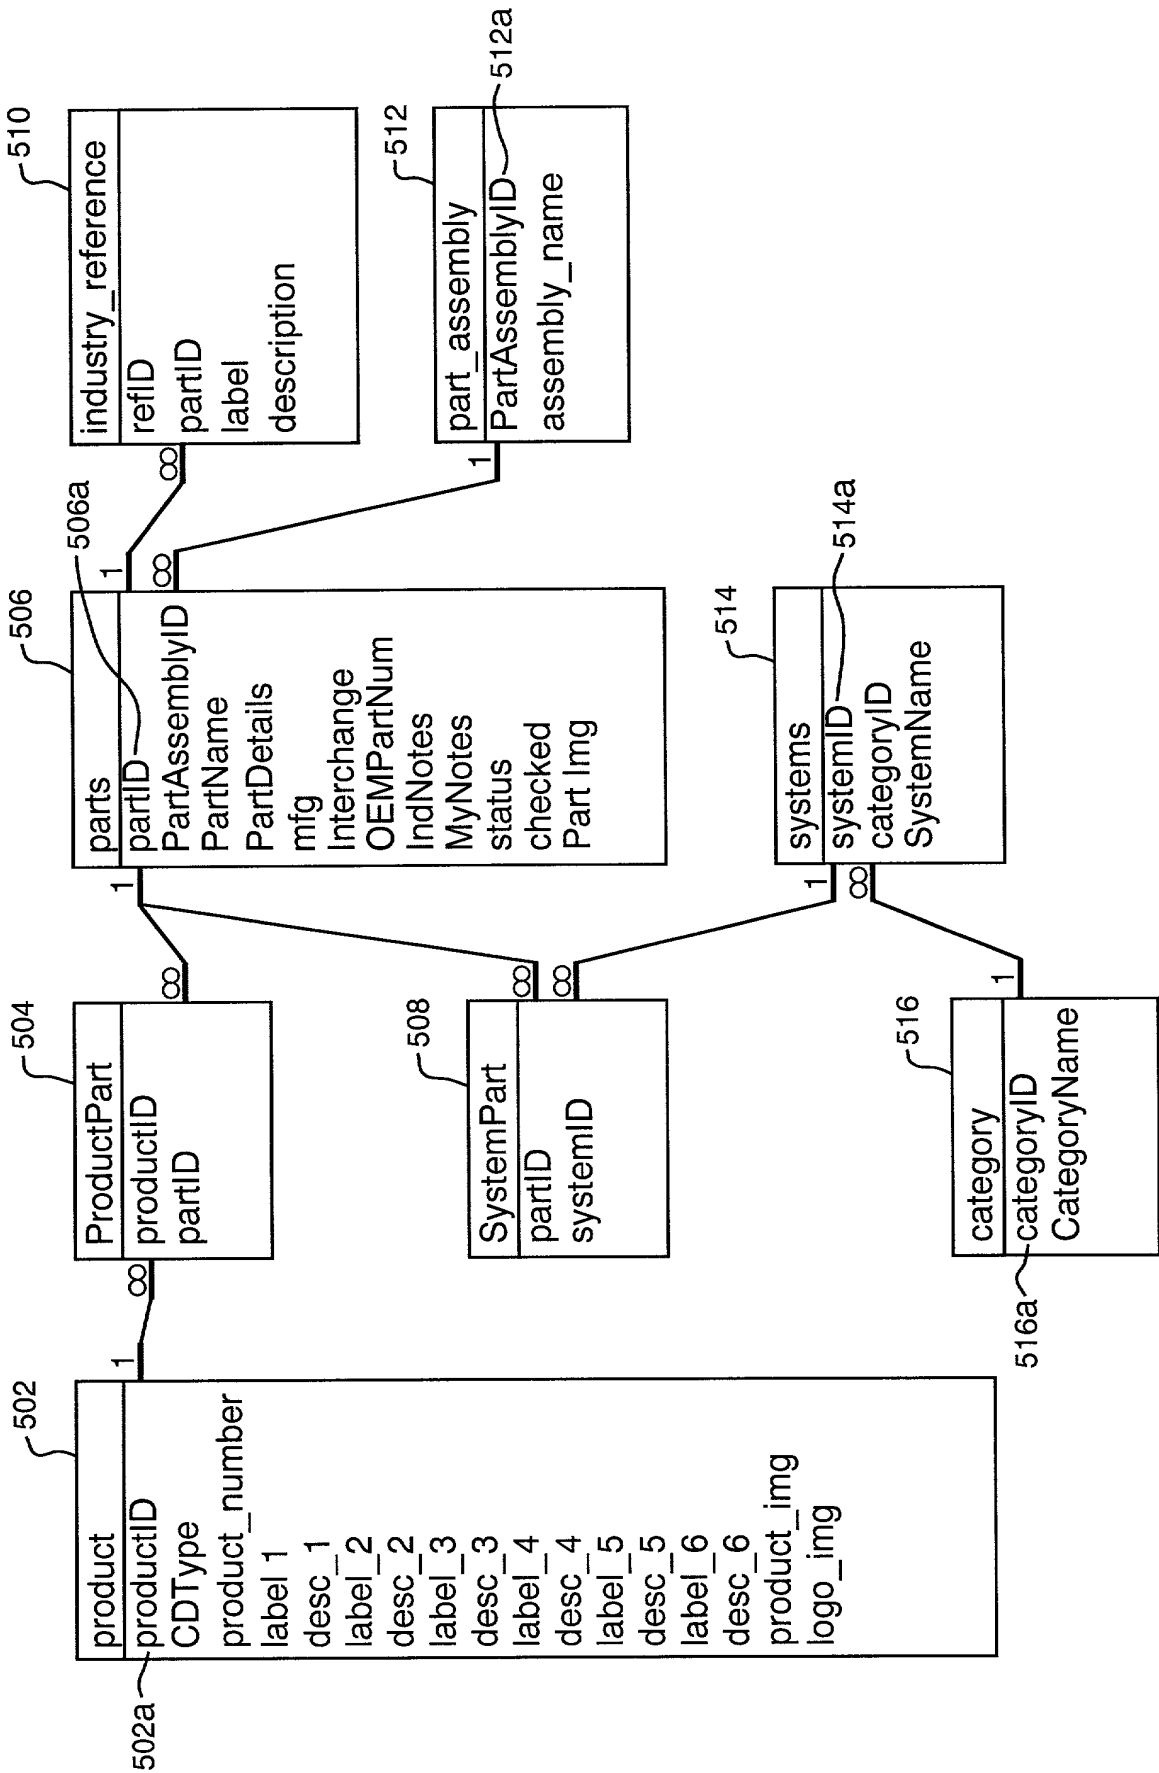 502
product
502a
productID
CDType
product_number
label 1
desc_1
label_2
desc_2
label_3
desc_3
label_4
desc_4
label_5
desc_5
label_6
desc_6
product_img
logo_img
1
∞
504
ProductPart
productID
partID
∞
1
506
parts
partID
506a
PartAssemblyID
PartName
PartDetails
mfg
Interchange
OEMPartNum
IndNotes
MyNotes
status
checked
Part Img
1
∞
∞
1
510
industry_reference
refID
partID
label
description
512
part_assembly
PartAssemblyID
512a
assembly_name
508
SystemPart
partID
systemID
∞
∞
1
∞
514
systems
systemID
514a
categoryID
SystemName
516
category
516a
categoryID
CategoryName
1